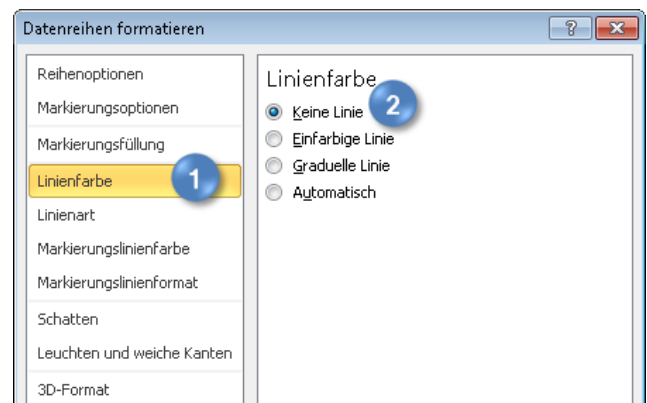 Datenreihen formatieren
Reihenoptionen
Markierungsoptionen
Markierungsfüllung
Linienfarbe
1
Linienart
Markierungslinienfarbe
Markierungslinienformat
Schatten
Leuchten und weiche Kanten
3D-Format
Linienfarbe
Keine Linie
2
Einfarbige Linie
Graduelle Linie
Automatisch